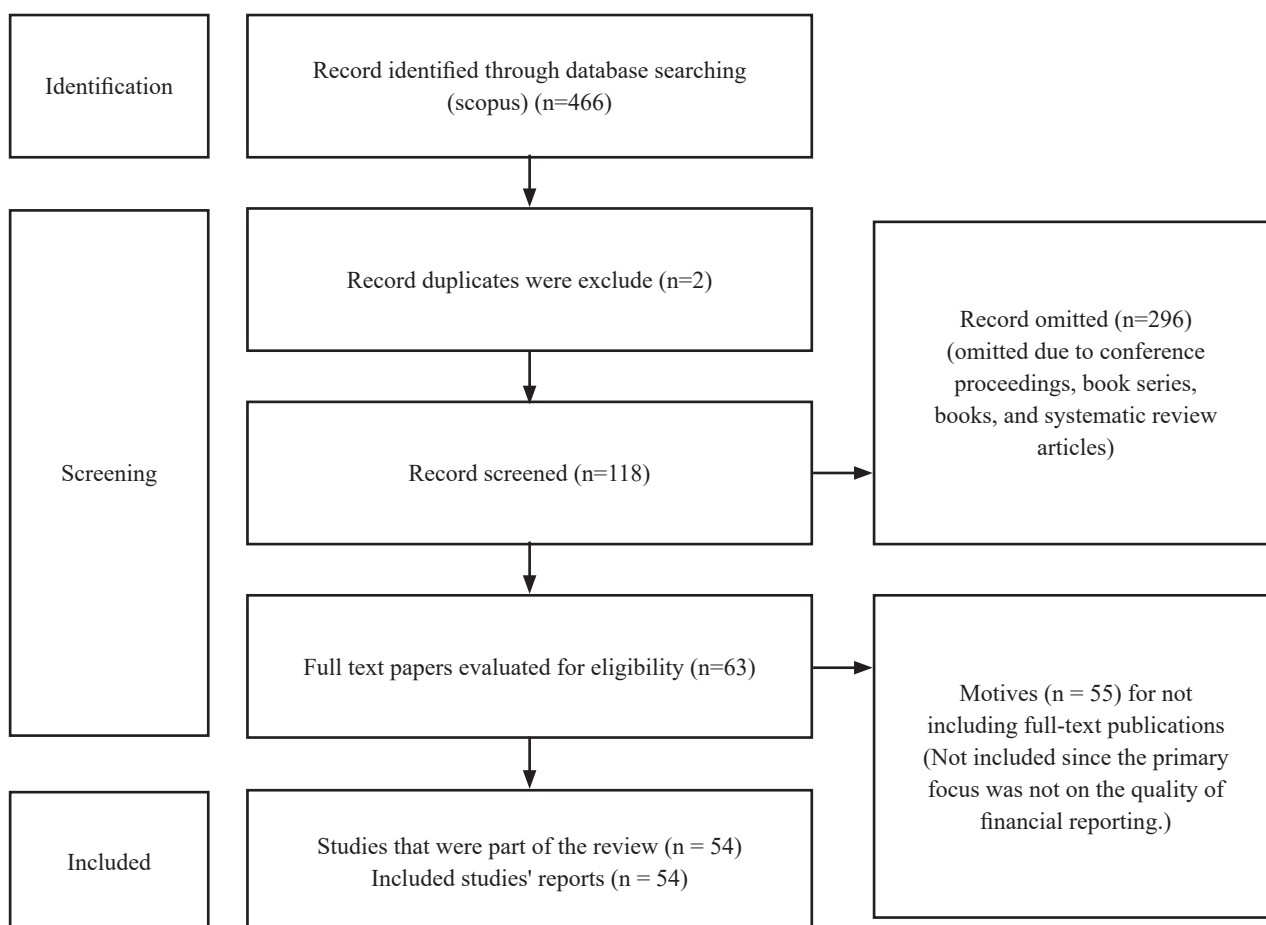 Identification
Record identified through database searching
(scopus) (n=466)
Record duplicates were exclude (n=2)
Screening
Record screened (n=118)
Record omitted (n=296)
(omitted due to conference
proceedings, book series,
books, and systematic review
articles)
Full text papers evaluated for eligibility (n=63)
Motives (n = 55) for not
including full-text publications
(Not included since the primary
focus was not on the quality of
financial reporting.)
Included
Studies that were part of the review (n = 54)
Included studies' reports (n = 54)